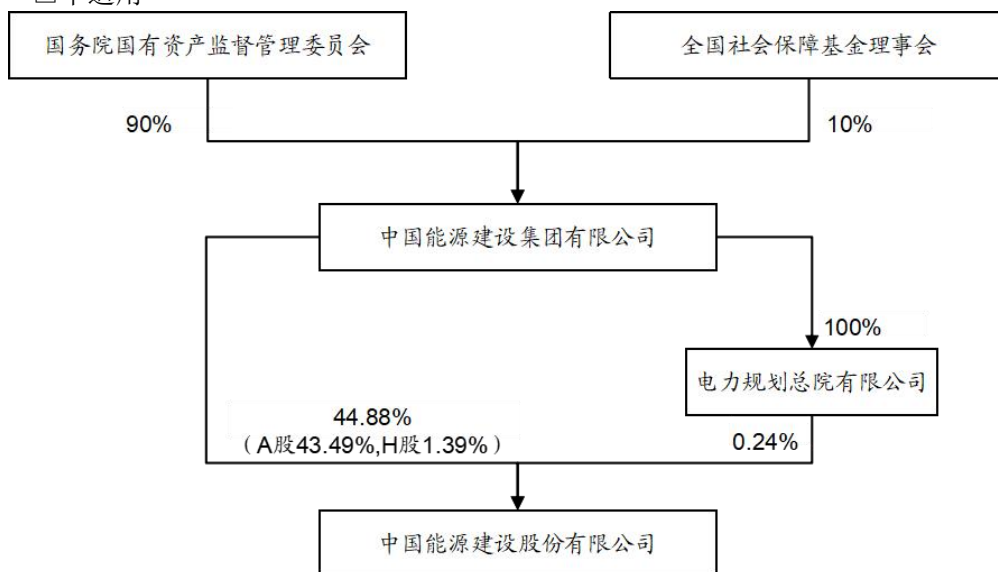 国务院国有资产监督管理委员会
全国社会保障基金理事会
90%
10%
中国能源建设集团有限公司
100%
电力规划总院有限公司
44.88%
（A股43.49%,H股1.39%）
0.24%
中国能源建设股份有限公司